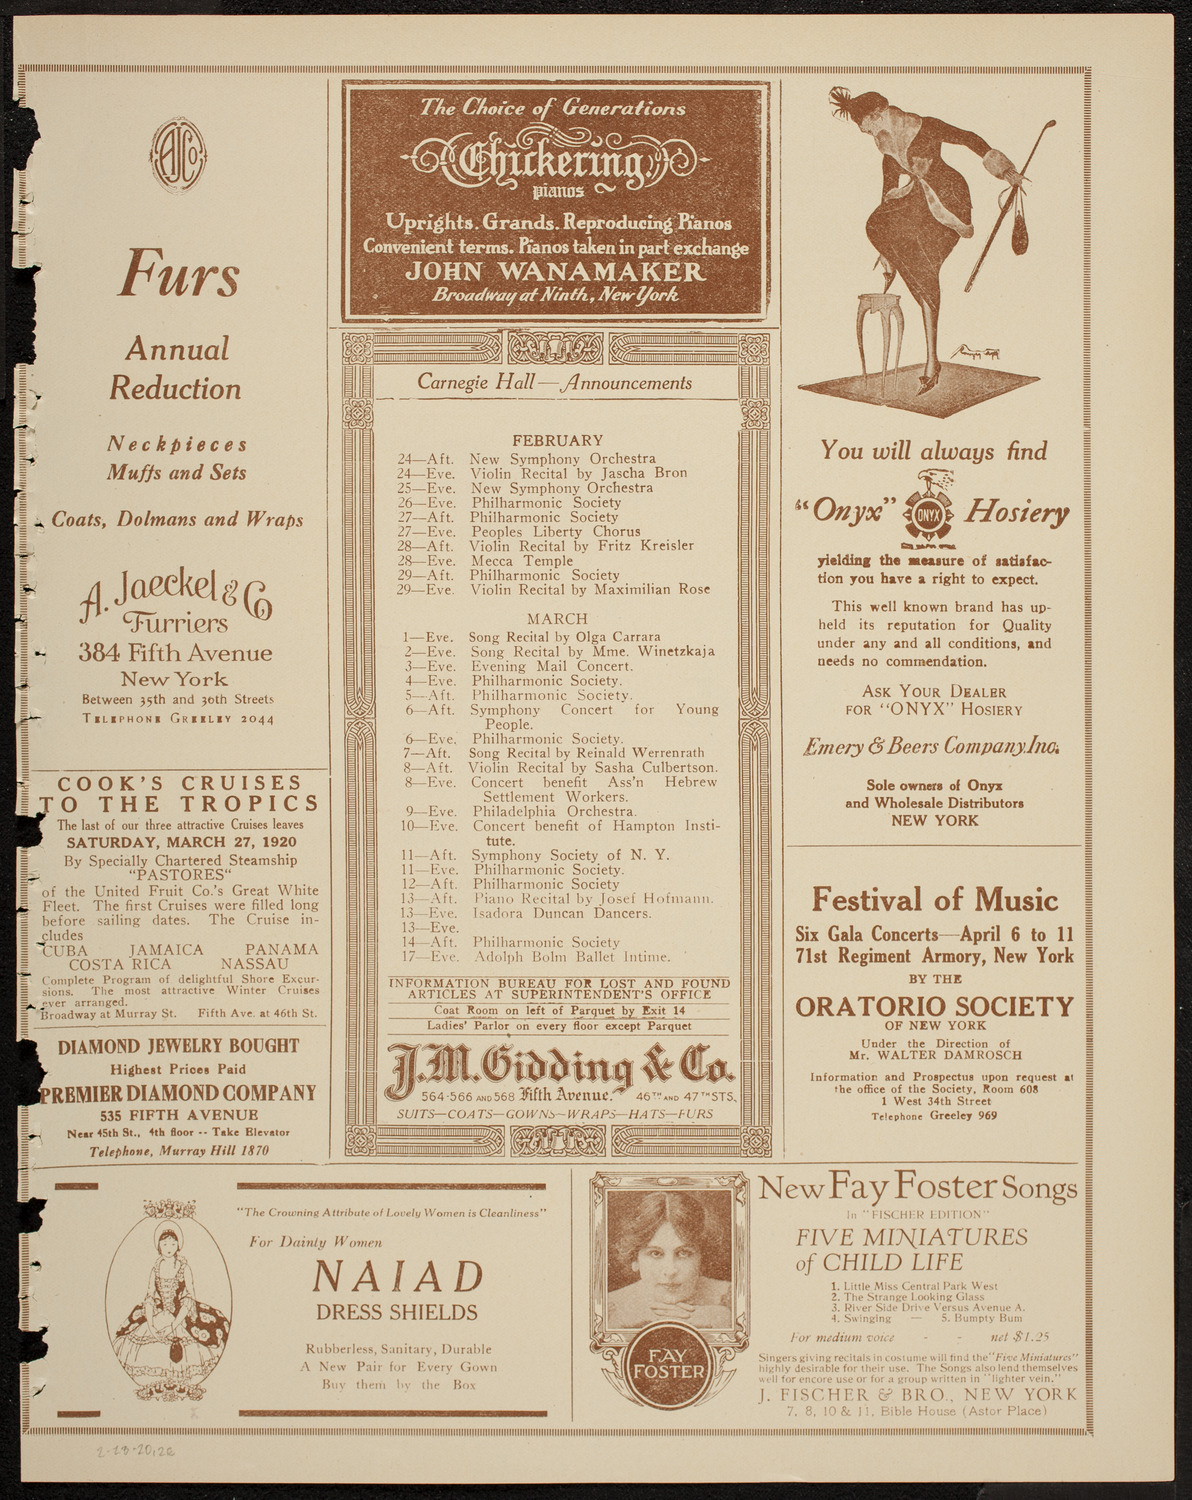 AJCo
Furs
Annual
Reduction
Neckpieces
Muffs and Sets
Coats, Dolmans and Wraps
A. Jaeckel & Co
Furriers
384 Fifth Avenue
New York
Between 35th and 36th Streets
TELEPHONE GREELEY 2044
COOK'S CRUISES
TO THE TROPICS
The last of our three attractive Cruises leaves
SATURDAY, MARCH 27, 1920
By Specially Chartered Steamship
"PASTORES"
of the United Fruit Co.'s Great White
Fleet. The first Cruises were filled long
before sailing dates. The Cruise in-
cludes
CUBA JAMAICA PANAMA
COSTA RICA NASSAU
Complete Program of delightful Shore Excur-
sions. The most attractive Winter Cruises
ever arranged.
Broadway at Murray St. Fifth Ave. at 46th St.
DIAMOND JEWELRY BOUGHT
Highest Prices Paid
PREMIER DIAMOND COMPANY
535 FIFTH AVENUE
Near 45th St., 4th floor -- Take Elevator
Telephone, Murray Hill 1870
The Choice of Generations
Chickering
pianos
Uprights. Grands. Reproducing Pianos
Convenient terms. Pianos taken in part exchange
JOHN WANAMAKER
Broadway at Ninth, New York
Carnegie Hall—Announcements
FEBRUARY
24—Aft. New Symphony Orchestra
24—Eve. Violin Recital by Jascha Bron
25—Eve. New Symphony Orchestra
26—Eve. Philharmonic Society
27—Aft. Philharmonic Society
27—Eve. Peoples Liberty Chorus
28—Aft. Violin Recital by Fritz Kreisler
28—Eve. Mecca Temple
29—Aft. Philharmonic Society
29—Eve. Violin Recital by Maximilian Rose
MARCH
1—Eve. Song Recital by Olga Carrara
2—Eve. Song Recital by Mme. Winetzkaja
3—Eve. Evening Mail Concert.
4—Eve. Philharmonic Society.
5—Aft. Philharmonic Society.
6—Aft. Symphony Concert for Young
People.
6—Eve. Philharmonic Society.
7—Aft. Song Recital by Reinald Werrenrath
8—Aft. Violin Recital by Sasha Culbertson.
8—Eve. Concert benefit Ass'n Hebrew
Settlement Workers.
9—Eve. Philadelphia Orchestra.
10—Eve. Concert benefit of Hampton Insti-
tute.
11—Aft. Symphony Society of N. Y.
11—Eve. Philharmonic Society.
12—Aft. Philharmonic Society
13—Aft. Piano Recital by Josef Hofmann.
13—Eve. Isadora Duncan Dancers.
13—Eve.
14—Aft. Philharmonic Society
17—Eve. Adolph Bolm Ballet Intime.
INFORMATION BUREAU FOR LOST AND FOUND
ARTICLES AT SUPERINTENDENT'S OFFICE
Coat Room on left of Parquet by Exit 14
Ladies' Parlor on every floor except Parquet
J.M. Gidding & Co.
564-566 AND 568 Fifth Avenue. 46TH AND 47TH STS.
SUITS—COATS—GOWNS—WRAPS—HATS—FURS
You will always find
"Onyx" ONYX Hosiery
yielding the measure of satisfac-
tion you have a right to expect.
This well known brand has up-
held its reputation for Quality
under any and all conditions, and
needs no commendation.
ASK YOUR DEALER
FOR "ONYX" HOSIERY
Emery & Beers Company, Inc.
Sole owners of Onyx
and Wholesale Distributors
NEW YORK
Festival of Music
Six Gala Concerts—April 6 to 11
71st Regiment Armory, New York
BY THE
ORATORIO SOCIETY
OF NEW YORK
Under the Direction of
Mr. WALTER DAMROSCH
Information and Prospectus upon request at
the office of the Society, Room 608
1 West 34th Street
Telephone Greeley 969
"The Crowning Attribute of Lovely Women is Cleanliness"
For Dainty Women
NAIAD
DRESS SHIELDS
Rubberless, Sanitary, Durable
A New Pair for Every Gown
Buy them by the Box
FAY
FOSTER
New Fay Foster Songs
In "FISCHER EDITION"
FIVE MINIATURES
of CHILD LIFE
1. Little Miss Central Park West
2. The Strange Looking Glass
3. River Side Drive Versus Avenue A.
4. Swinging — 5. Bumpty Bum
For medium voice - - net $1.25
Singers giving recitals in costume will find the "Five Miniatures"
highly desirable for their use. The Songs also lend themselves
well for encore use or for a group written in "lighter vein."
J. FISCHER & BRO., NEW YORK
7, 8, 10 & 11, Bible House (Astor Place)